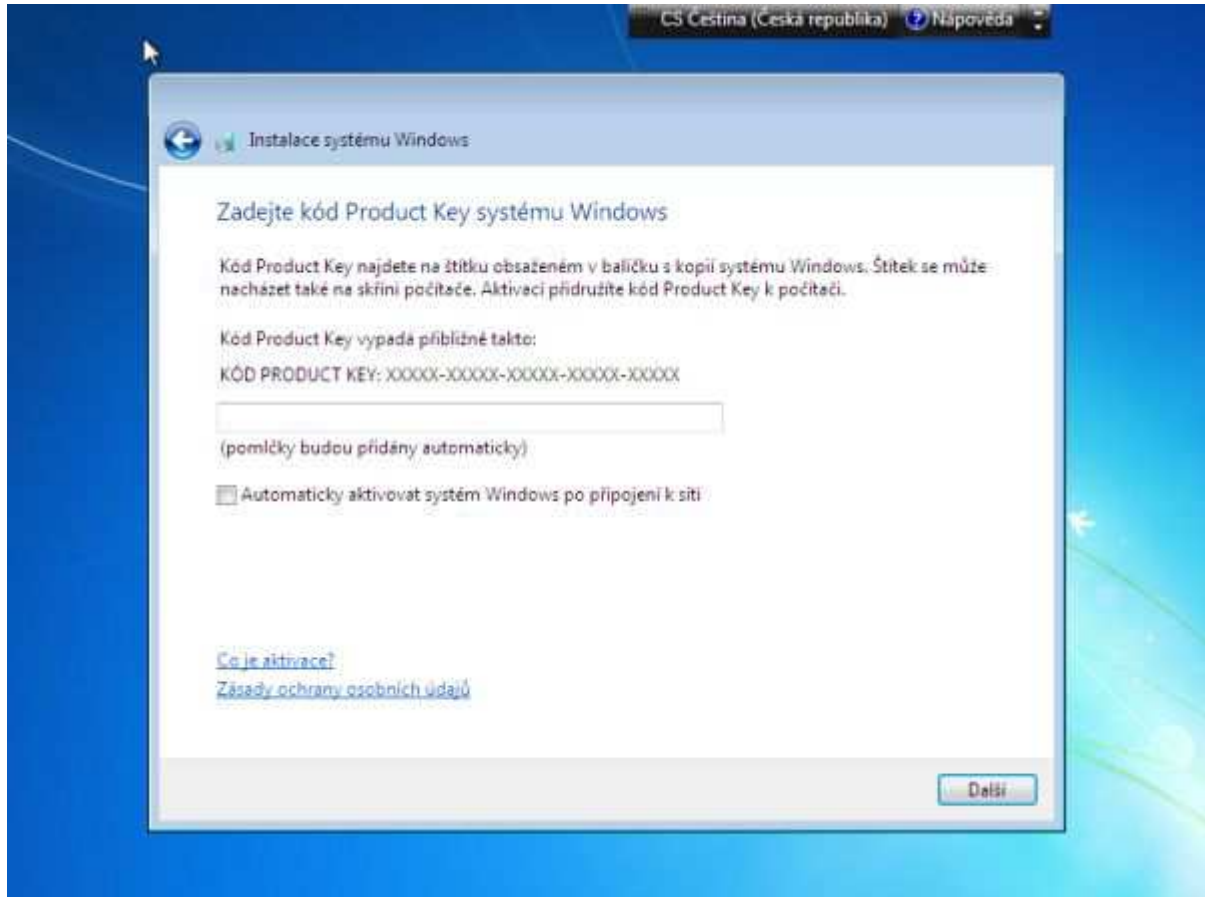 CS Čeština (Česká republika) Nápověda
Instalace systému Windows
Zadejte kód Product Key systému Windows
Kód Product Key najdete na štítku obsaženém v balíčku s kopií systému Windows. Štítek se může
nacházet také na skříni počítače. Aktivací přidružíte kód Product Key k počítači.
Kód Product Key vypadá přibližně takto:
KÓD PRODUCT KEY: XXXXX-XXXXX-XXXXX-XXXXX-XXXXX
(pomlčky budou přidány automaticky)
Automaticky aktivovat systém Windows po připojení k síti
Co je aktivace?
Zásady ochrany osobních údajů
Další